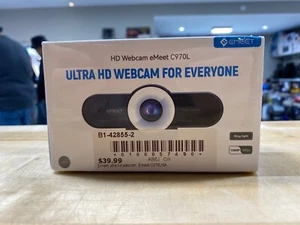 emeet
HD Webcam eMeet C970L
ULTRA HD WEBCAM FOR EVERYONE
B1-42855-2
$39.99